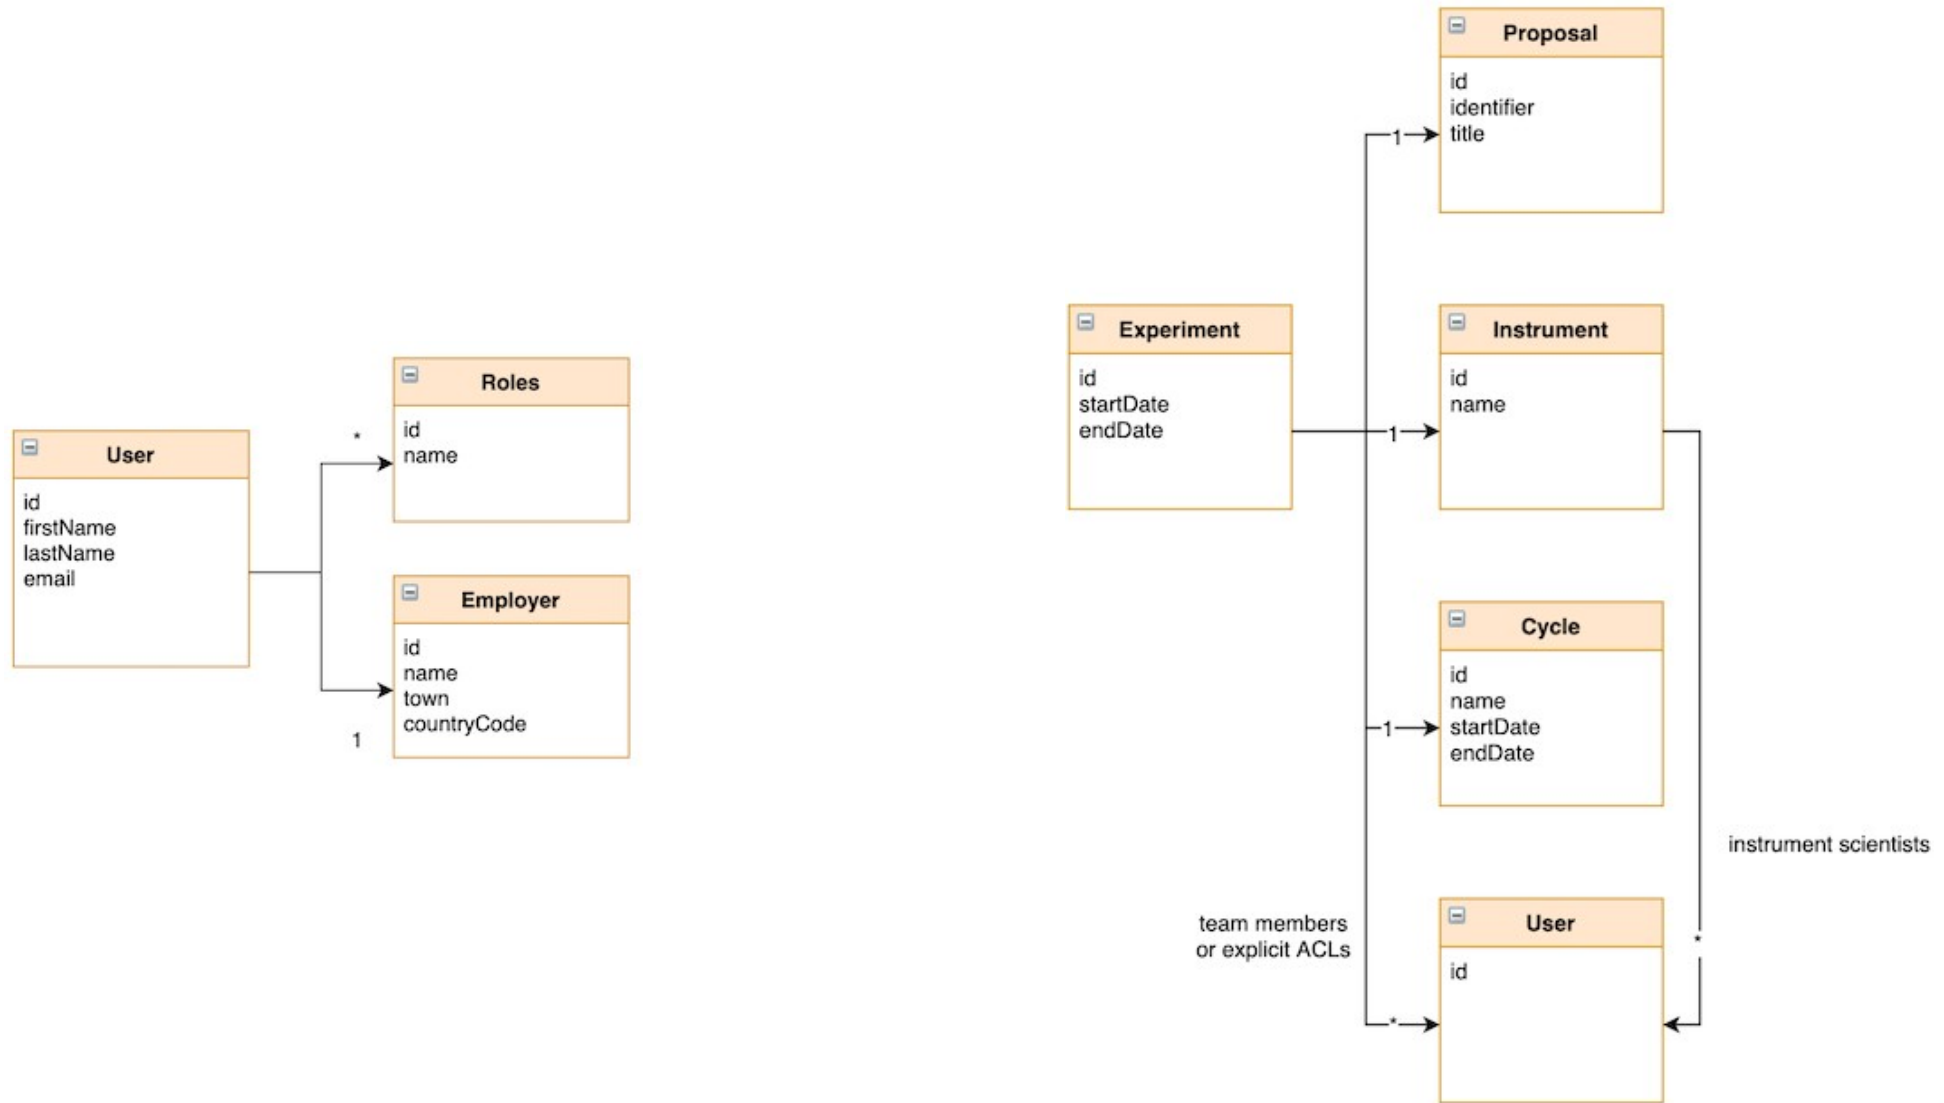 User
id
firstName
lastName
email
*
Roles
id
name
Employer
id
name
town
countryCode
1
Experiment
id
startDate
endDate
1
Proposal
id
identifier
title
1
Instrument
id
name
1
Cycle
id
name
startDate
endDate
team members
or explicit ACLs
*
User
id
instrument scientists
*